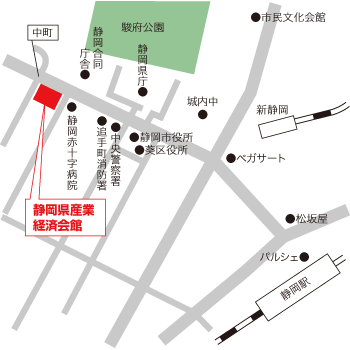 駿府公園
市民文化会館
中町
静岡合同
庁舎
静岡県庁
城内中
新静岡
静岡赤十字病院
追手町消防署
中央警察署
静岡市役所
葵区役所
ペガサート
静岡県産業
経済会館
松坂屋
パルシェ
静岡駅